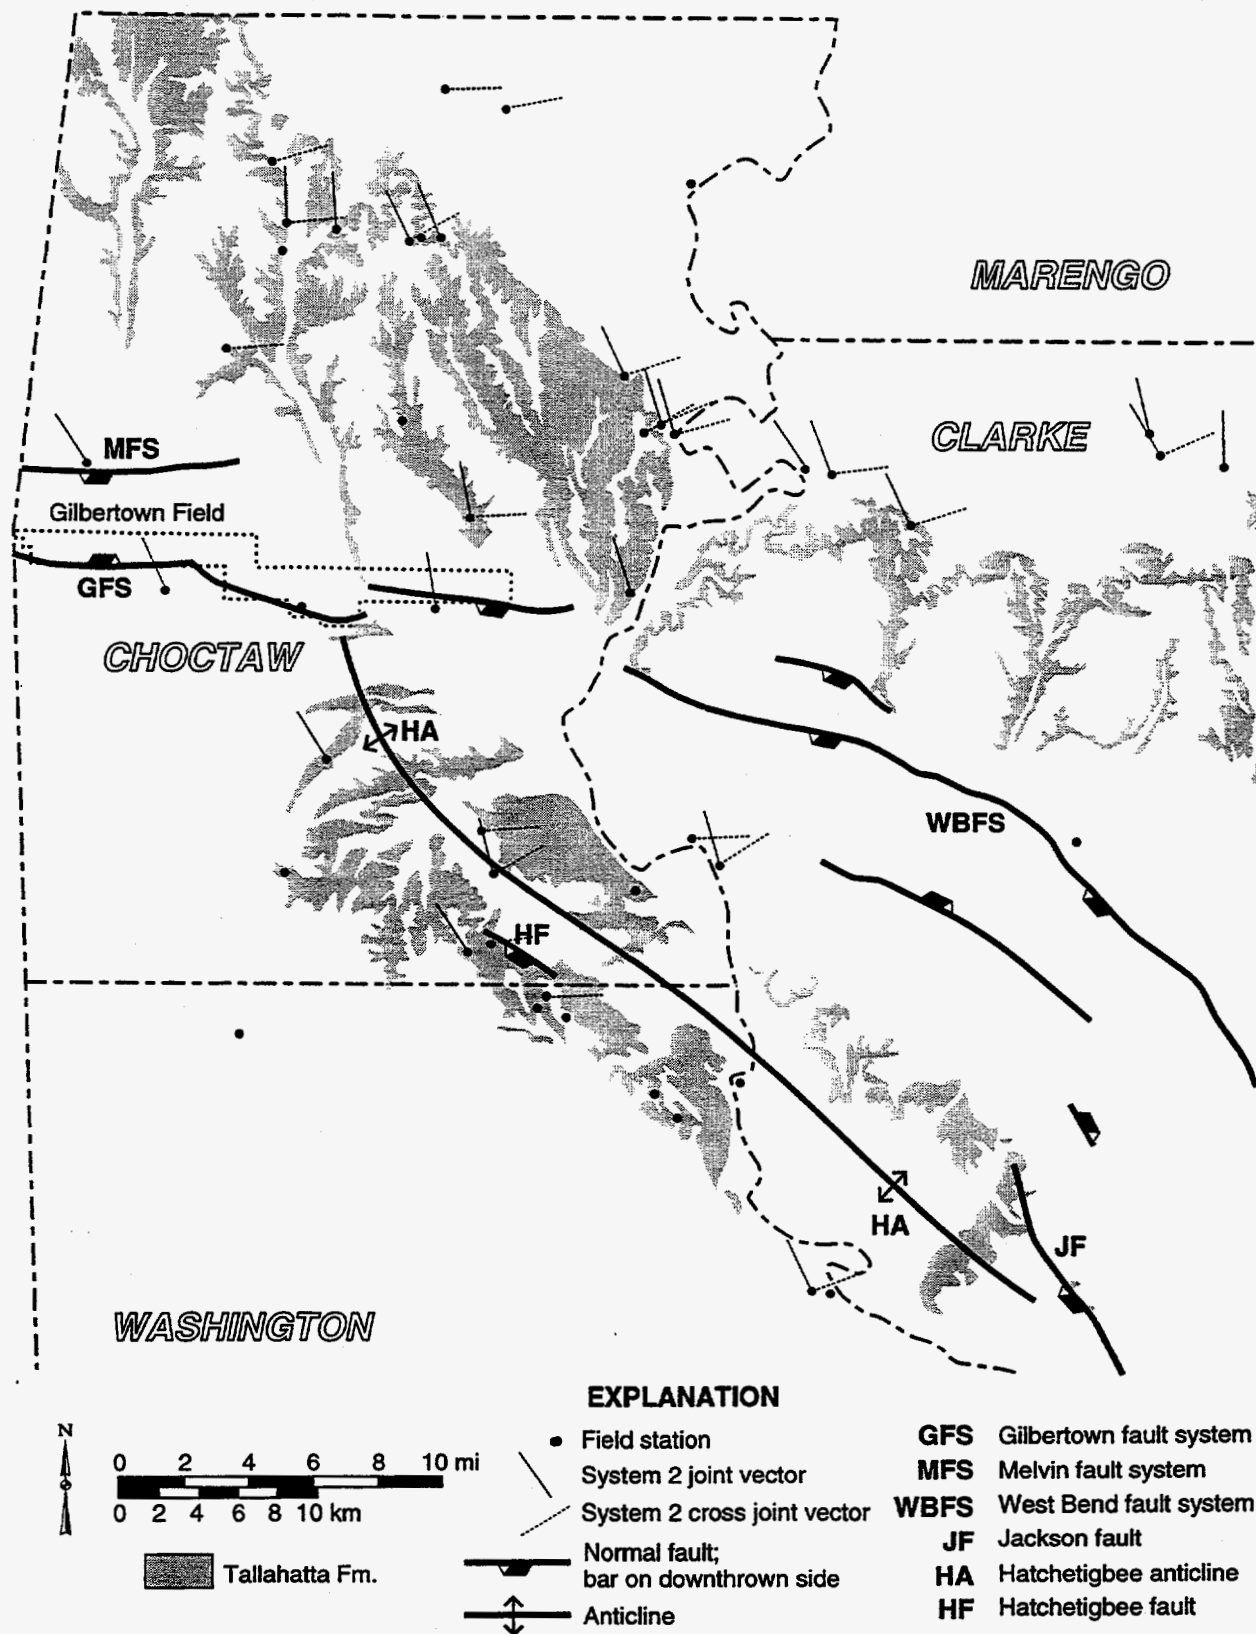 MARENGO
CLARKE
MFS
Gilbertown Field
GFS
CHOCTAW
HA
WBFS
HF
HA
JF
WASHINGTON
EXPLANATION
N
0 2 4 6 8 10 mi
0 2 4 6 8 10 km
Tallahatta Fm.
Field station
System 2 joint vector
System 2 cross joint vector
Normal fault;
bar on downthrown side
Anticline
GFS Gilbertown fault system
MFS Melvin fault system
WBFS West Bend fault system
JF Jackson fault
HA Hatchetigbee anticline
HF Hatchetigbee fault